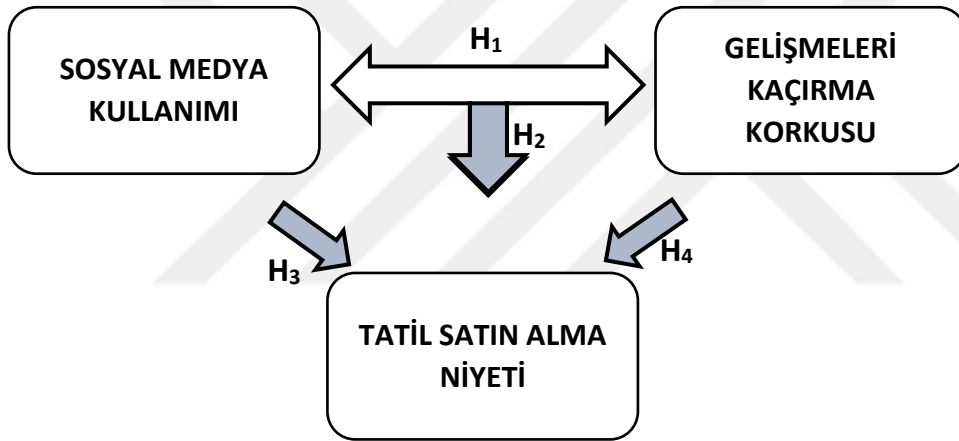 SOSYAL MEDYA
KULLANIMI
H₁
GELİŞMELERİ
KAÇIRMA
KORKUSU
H₂
H₃
H₄
TATİL SATIN ALMA
NİYETİ